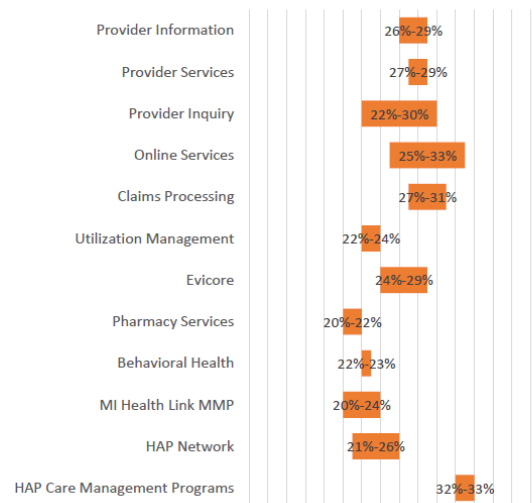 Provider Information 26%-29%
Provider Services 27%-29%
Provider Inquiry 22%-30%
Online Services 25%-33%
Claims Processing 27%-31%
Utilization Management 22%-24%
Evicore 24%-29%
Pharmacy Services 20%-22%
Behavioral Health 22%-23%
MI Health Link MMP 20%-24%
HAP Network 21%-26%
HAP Care Management Programs 32%-33%